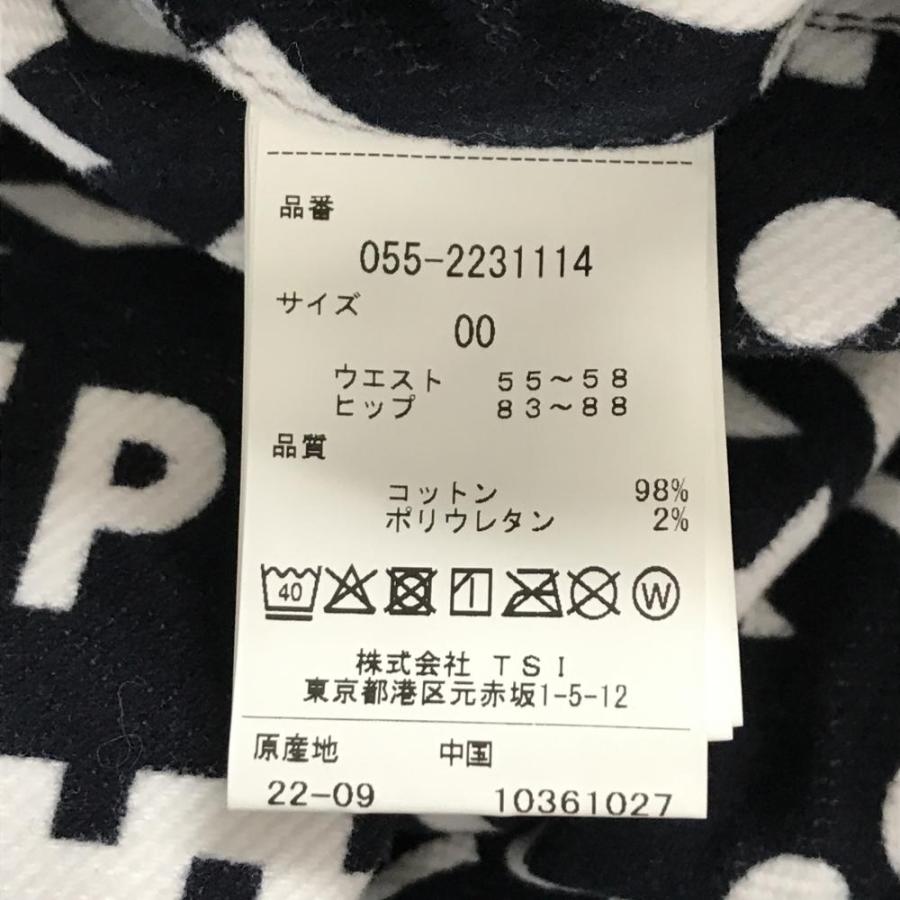 品番
055-2231114
サイズ
00
ウエスト 55～58
ヒップ 83～88
品質
コットン 98%
ポリウレタン 2%
40 W
株式会社 TSI
東京都港区元赤坂1-5-12
原産地 中国
22-09 10361027
P